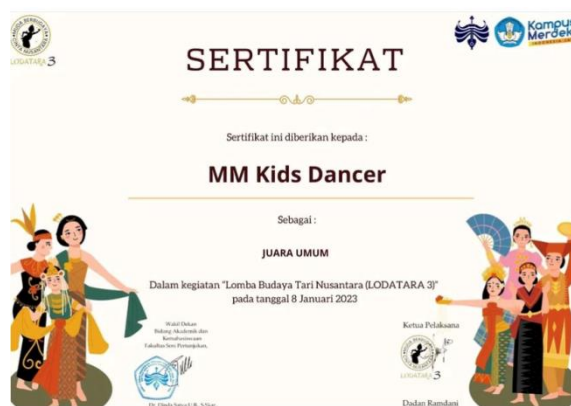 LODATARA 3
Kampus
Merdeka
SERTIFIKAT
Sertifikat ini diberikan kepada :
MM Kids Dancer
Sebagai :
JUARA UMUM
Dalam kegiatan "Lomba Budaya Tari Nusantara (LODATARA 3)"
pada tanggal 8 Januari 2023
Wakil Dekan
Bidang Akademik dan
Kemahasiswaan
Fakultas Seni Pertunjukan,
Ketua Pelaksana
LODATARA 3
Dadan Ramdani